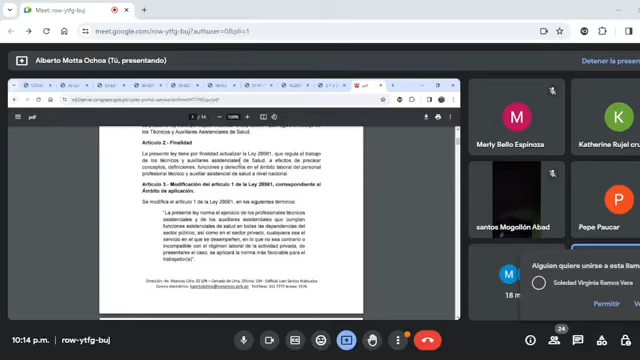 Meet: row-ytfg-buj
meet.google.com/row-ytfg-buj?authuser=0&pli=1
Alberto Motta Ochoa (Tú, presentando)
Detener la presen
pdf
pdf
1 / 14
100%
los Técnicos y Auxiliares Asistenciales de Salud.
Artículo 2.- Finalidad
La presente ley tiene por finalidad actualizar la Ley 28561, que regula el trabajo
de los técnicos y auxiliares asistenciales de Salud, a efectos de precisar
conceptos, definiciones, funciones y derechos en el ámbito laboral del personal
profesional técnico y auxiliar asistencial de salud a nivel nacional.
Artículo 3.- Modificación del artículo 1 de la Ley 28561, correspondiente al
Ámbito de aplicación.
Se modifica el artículo 1 de la Ley 28561, en los siguientes términos:
"La presente ley norma el ejercicio de los profesionales técnicos
asistenciales y de los auxiliares asistenciales que cumplan
funciones asistenciales de salud en todas las dependencias del
sector público, así como en el sector privado, cualquiera sea el
servicio en el que se desempeñen, en lo que no sea contrario o
incompatible con el régimen laboral de la actividad privada, de
presentarse el caso, se aplicará la norma más favorable para el
trabajador(a)".
Merly Bello Espinoza
M
Katherine Rujel cru
K
santos Mogollón Abad
Pepe Paucar
P
M
18 m
Alguien quiere unirse a esta llam
Soledad Virginia Ramos Vera
Permitir
24
10:14 p.m.
row-ytfg-buj